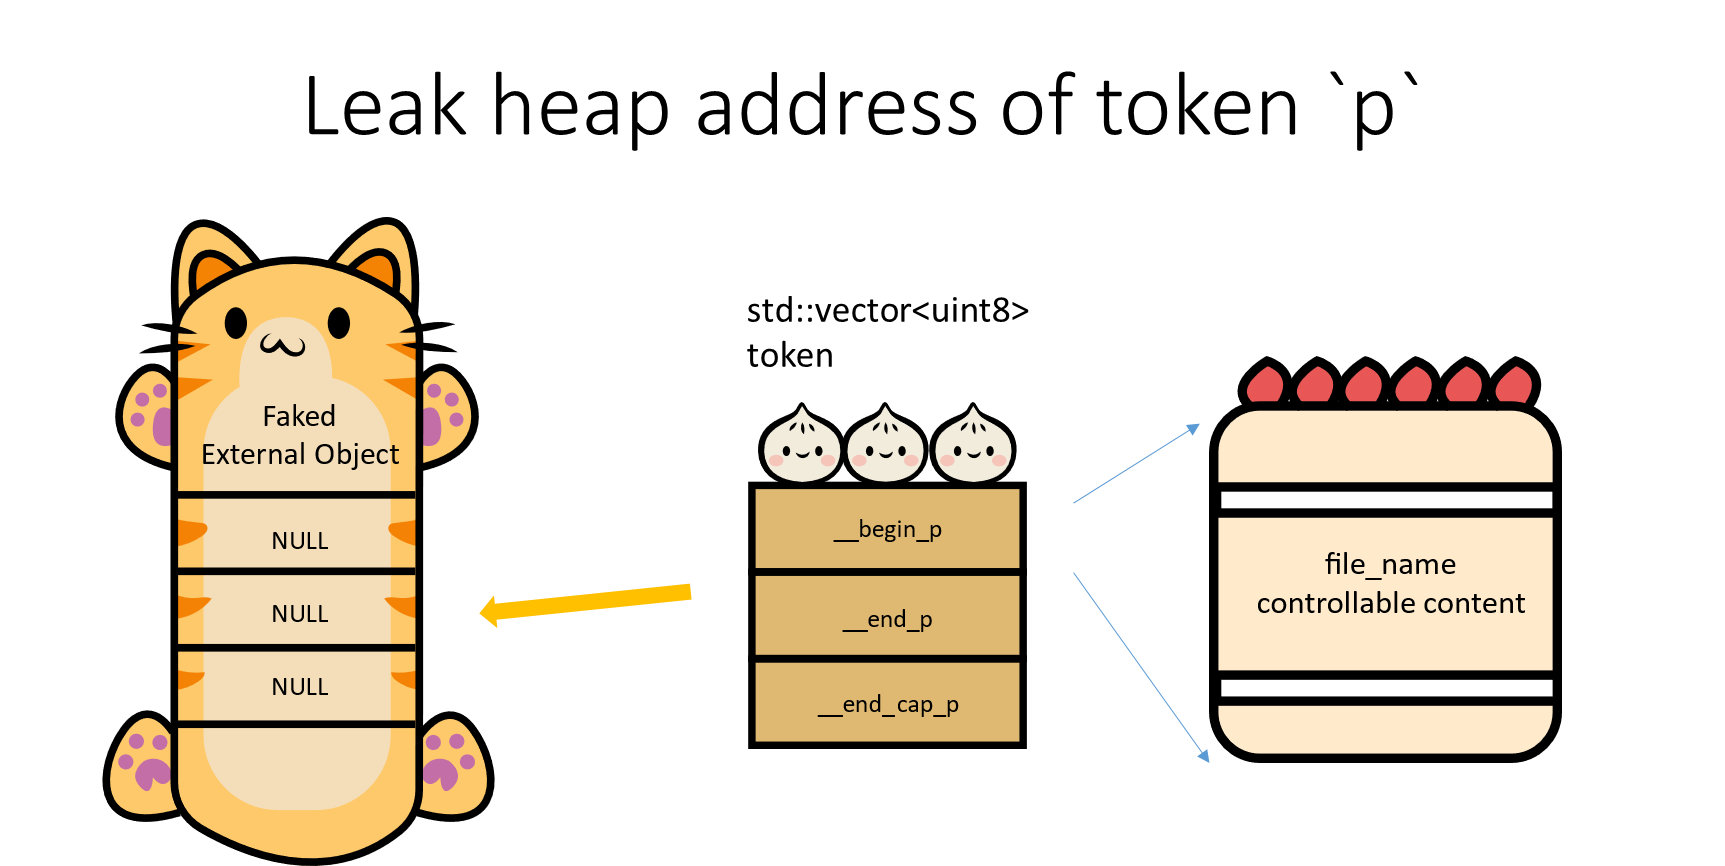 Leak heap address of token `p`
Faked
External Object
NULL
NULL
NULL
std::vector<uint8>
token
__begin_p
__end_p
__end_cap_p
file_name
controllable content